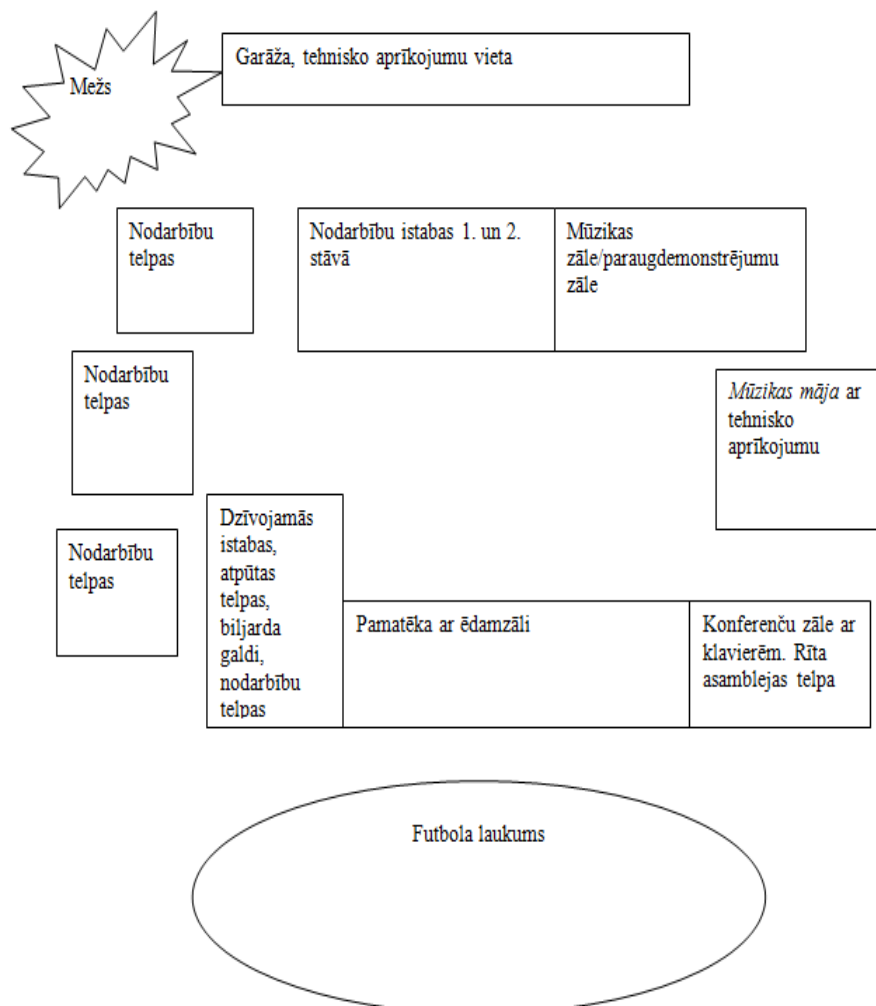 Garāža, tehnisko aprīkojumu vieta
Mežs
Nodarbību
telpas
Nodarbību istabas 1. un 2.
stāvā
Mūzikas
zāle/paraugdemonstrējumu
zāle
Nodarbību
telpas
Mūzikas māja ar
tehnisko
aprīkojumu
Nodarbību
telpas
Dzīvojamās
istabas,
atpūtas
telpas,
biljarda
galdi,
nodarbību
telpas
Pamatēka ar ēdamzāli
Konferenču zāle ar
klavierēm. Rīta
asamblejas telpa
Futbola laukums